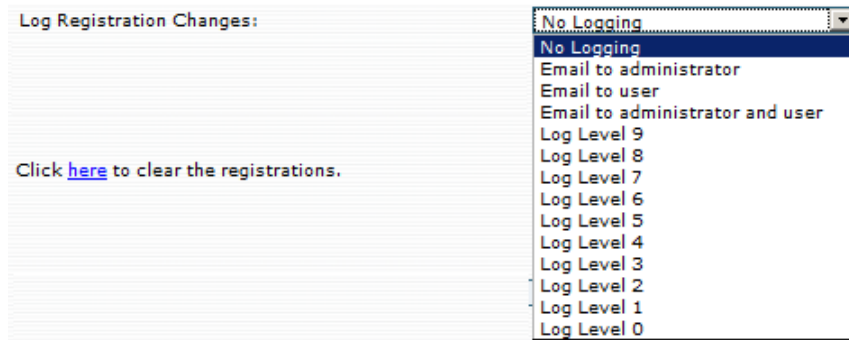 Log Registration Changes:
No Logging
No Logging
Email to administrator
Email to user
Email to administrator and user
Log Level 9
Log Level 8
Click here to clear the registrations.
Log Level 7
Log Level 6
Log Level 5
Log Level 4
Log Level 3
Log Level 2
Log Level 1
Log Level 0